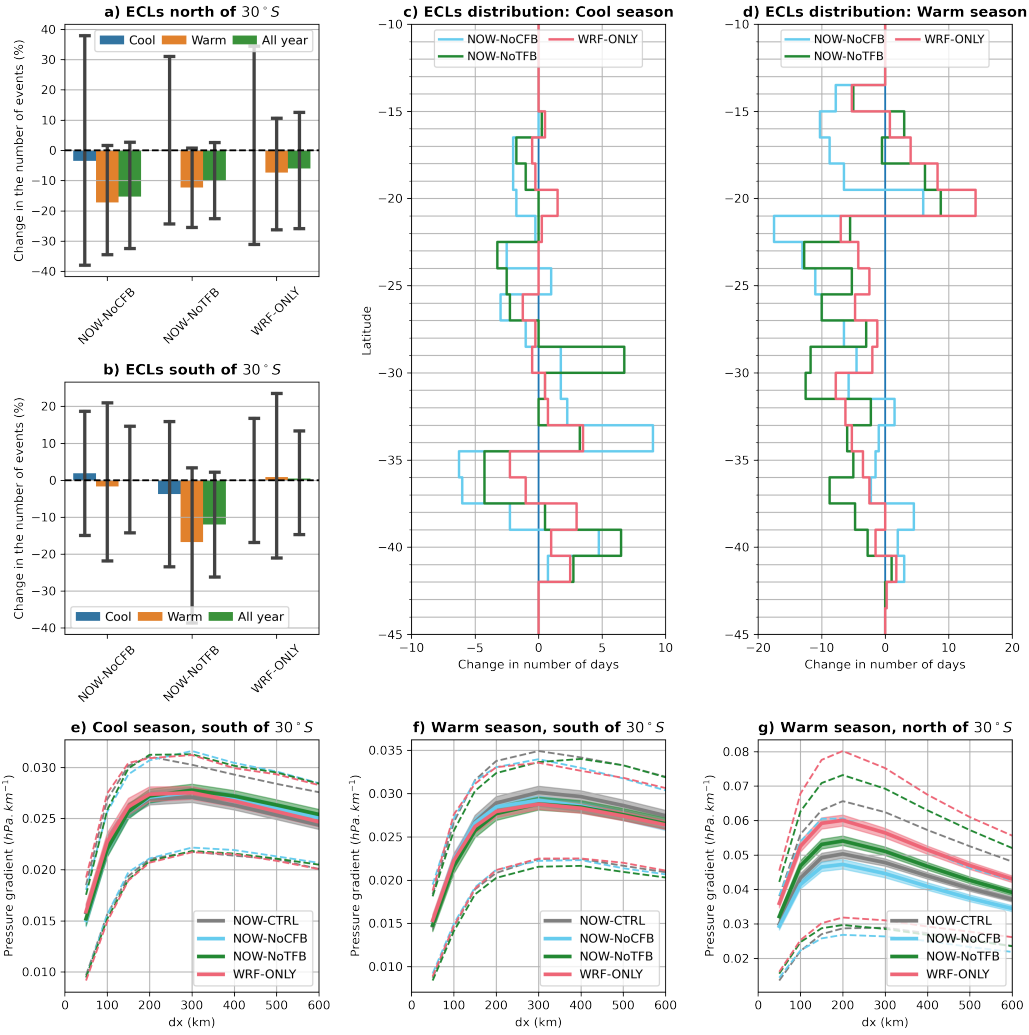 a) ECLs north of 30°S
Change in the number of events (%)
40
30
20
10
0
−10
−20
−30
−40
Cool Warm All year
NOW-NoCFB
NOW-NoTFB
WRF-ONLY
b) ECLs south of 30°S
Change in the number of events (%)
20
10
0
−10
−20
−30
−40
Cool Warm All year
NOW-NoCFB
NOW-NoTFB
WRF-ONLY
c) ECLs distribution: Cool season
NOW-NoCFB WRF-ONLY
NOW-NoTFB
Latitude
−10
−15
−20
−25
−30
−35
−40
−45
−10 −5 0 5 10
Change in number of days
d) ECLs distribution: Warm season
NOW-NoCFB WRF-ONLY
NOW-NoTFB
−10
−15
−20
−25
−30
−35
−40
−45
−20 −10 0 10 20
Change in number of days
e) Cool season, south of 30°S
Pressure gradient (hPa.km⁻¹)
0.030
0.025
0.020
0.015
0.010
NOW-CTRL
NOW-NoCFB
NOW-NoTFB
WRF-ONLY
0 100 200 300 400 500 600
dx (km)
f) Warm season, south of 30°S
Pressure gradient (hPa.km⁻¹)
0.035
0.030
0.025
0.020
0.015
0.010
NOW-CTRL
NOW-NoCFB
NOW-NoTFB
WRF-ONLY
0 100 200 300 400 500 600
dx (km)
g) Warm season, north of 30°S
Pressure gradient (hPa.km⁻¹)
0.08
0.07
0.06
0.05
0.04
0.03
0.02
NOW-CTRL
NOW-NoCFB
NOW-NoTFB
WRF-ONLY
0 100 200 300 400 500 600
dx (km)